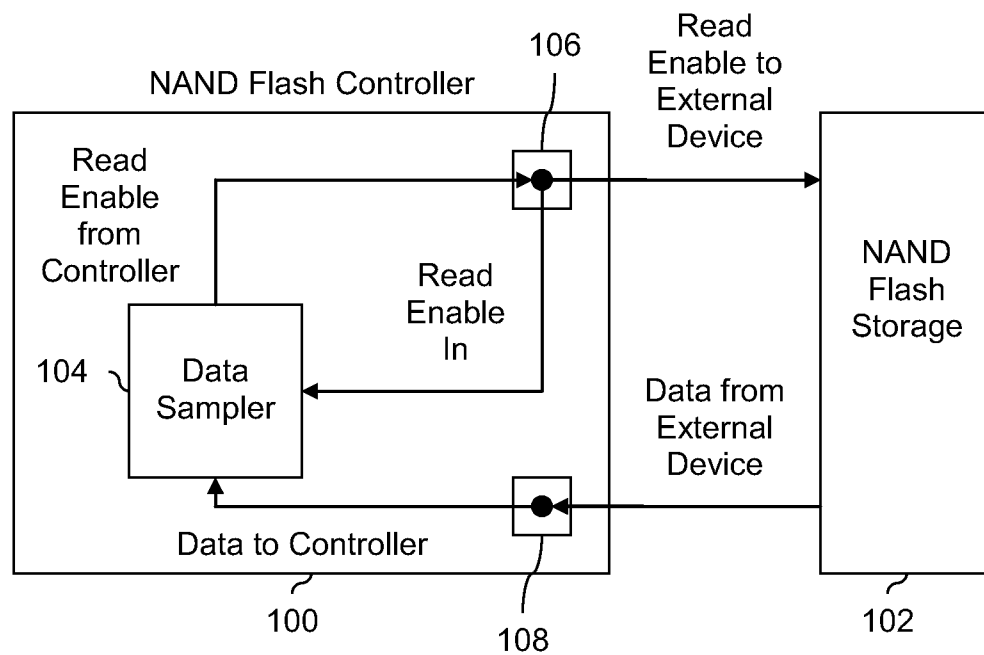 106
Read
Enable to
External
Device
NAND Flash Controller
Read
Enable
from
Controller
Read
Enable
In
NAND
Flash
Storage
104
Data
Sampler
Data from
External
Device
Data to Controller
100
108
102